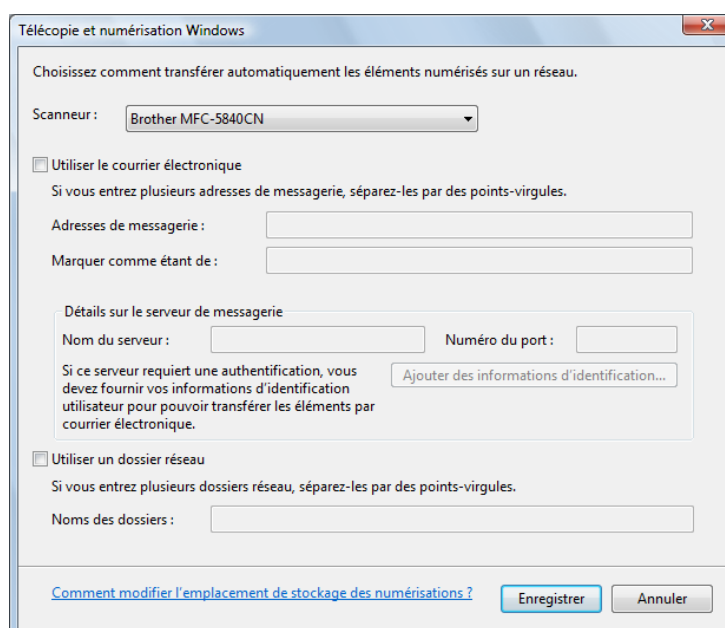 Télécopie et numérisation Windows
Choisissez comment transférer automatiquement les éléments numérisés sur un réseau.
Scanneur : Brother MFC-5840CN
Utiliser le courrier électronique
Si vous entrez plusieurs adresses de messagerie, séparez-les par des points-virgules.
Adresses de messagerie :
Marquer comme étant de :
Détails sur le serveur de messagerie
Nom du serveur : Numéro du port :
Si ce serveur requiert une authentification, vous
devez fournir vos informations d'identification
utilisateur pour pouvoir transférer les éléments par
courrier électronique.
Ajouter des informations d'identification...
Utiliser un dossier réseau
Si vous entrez plusieurs dossiers réseau, séparez-les par des points-virgules.
Noms des dossiers :
Comment modifier l'emplacement de stockage des numérisations ? Enregistrer Annuler